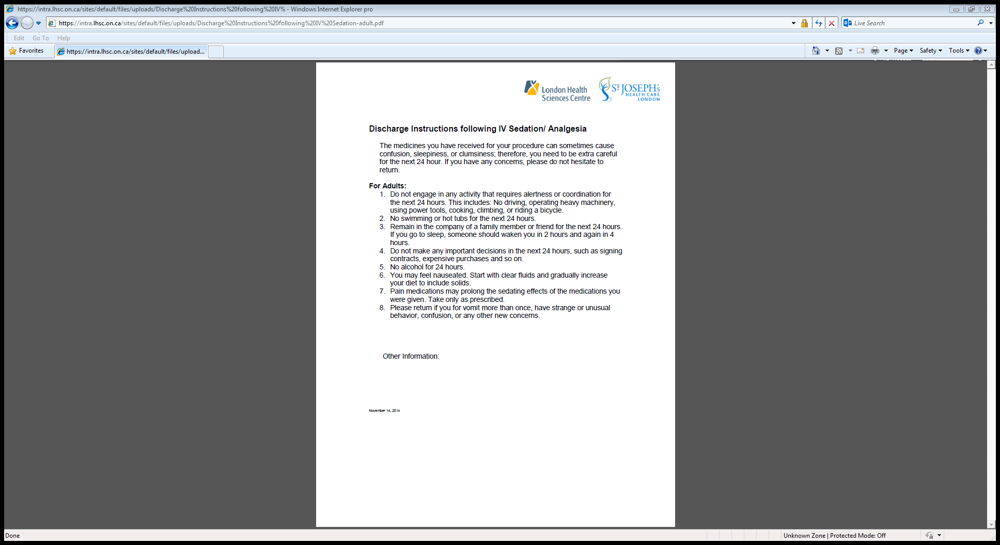 https://intra.lhsc.on.ca/sites/default/files/uploads/Discharge%20Instructions%20following%20IV% - Windows Internet Explorer pro
https://intra.lhsc.on.ca/sites/default/files/uploads/Discharge%20Instructions%20following%20IV%20Sedation-adult.pdf
Live Search
Edit Go To Help
Favorites
https://intra.lhsc.on.ca/sites/default/files/upload...
Page Safety Tools
London Health
Sciences Centre
ST JOSEPH'S
HEALTH CARE
LONDON
Discharge Instructions following IV Sedation/ Analgesia
The medicines you have received for your procedure can sometimes cause
confusion, sleepiness, or clumsiness; therefore, you need to be extra careful
for the next 24 hour. If you have any concerns, please do not hesitate to
return.
For Adults:
1. Do not engage in any activity that requires alertness or coordination for
the next 24 hours. This includes: No driving, operating heavy machinery,
using power tools, cooking, climbing, or riding a bicycle.
2. No swimming or hot tubs for the next 24 hours.
3. Remain in the company of a family member or friend for the next 24 hours.
If you go to sleep, someone should waken you in 2 hours and again in 4
hours.
4. Do not make any important decisions in the next 24 hours, such as signing
contracts, expensive purchases and so on.
5. No alcohol for 24 hours.
6. You may feel nauseated. Start with clear fluids and gradually increase
your diet to include solids.
7. Pain medications may prolong the sedating effects of the medications you
were given. Take only as prescribed.
8. Please return if you for vomit more than once, have strange or unusual
behavior, confusion, or any other new concerns.
Other Information:
November 14, 2014
Done
Unknown Zone | Protected Mode: Off